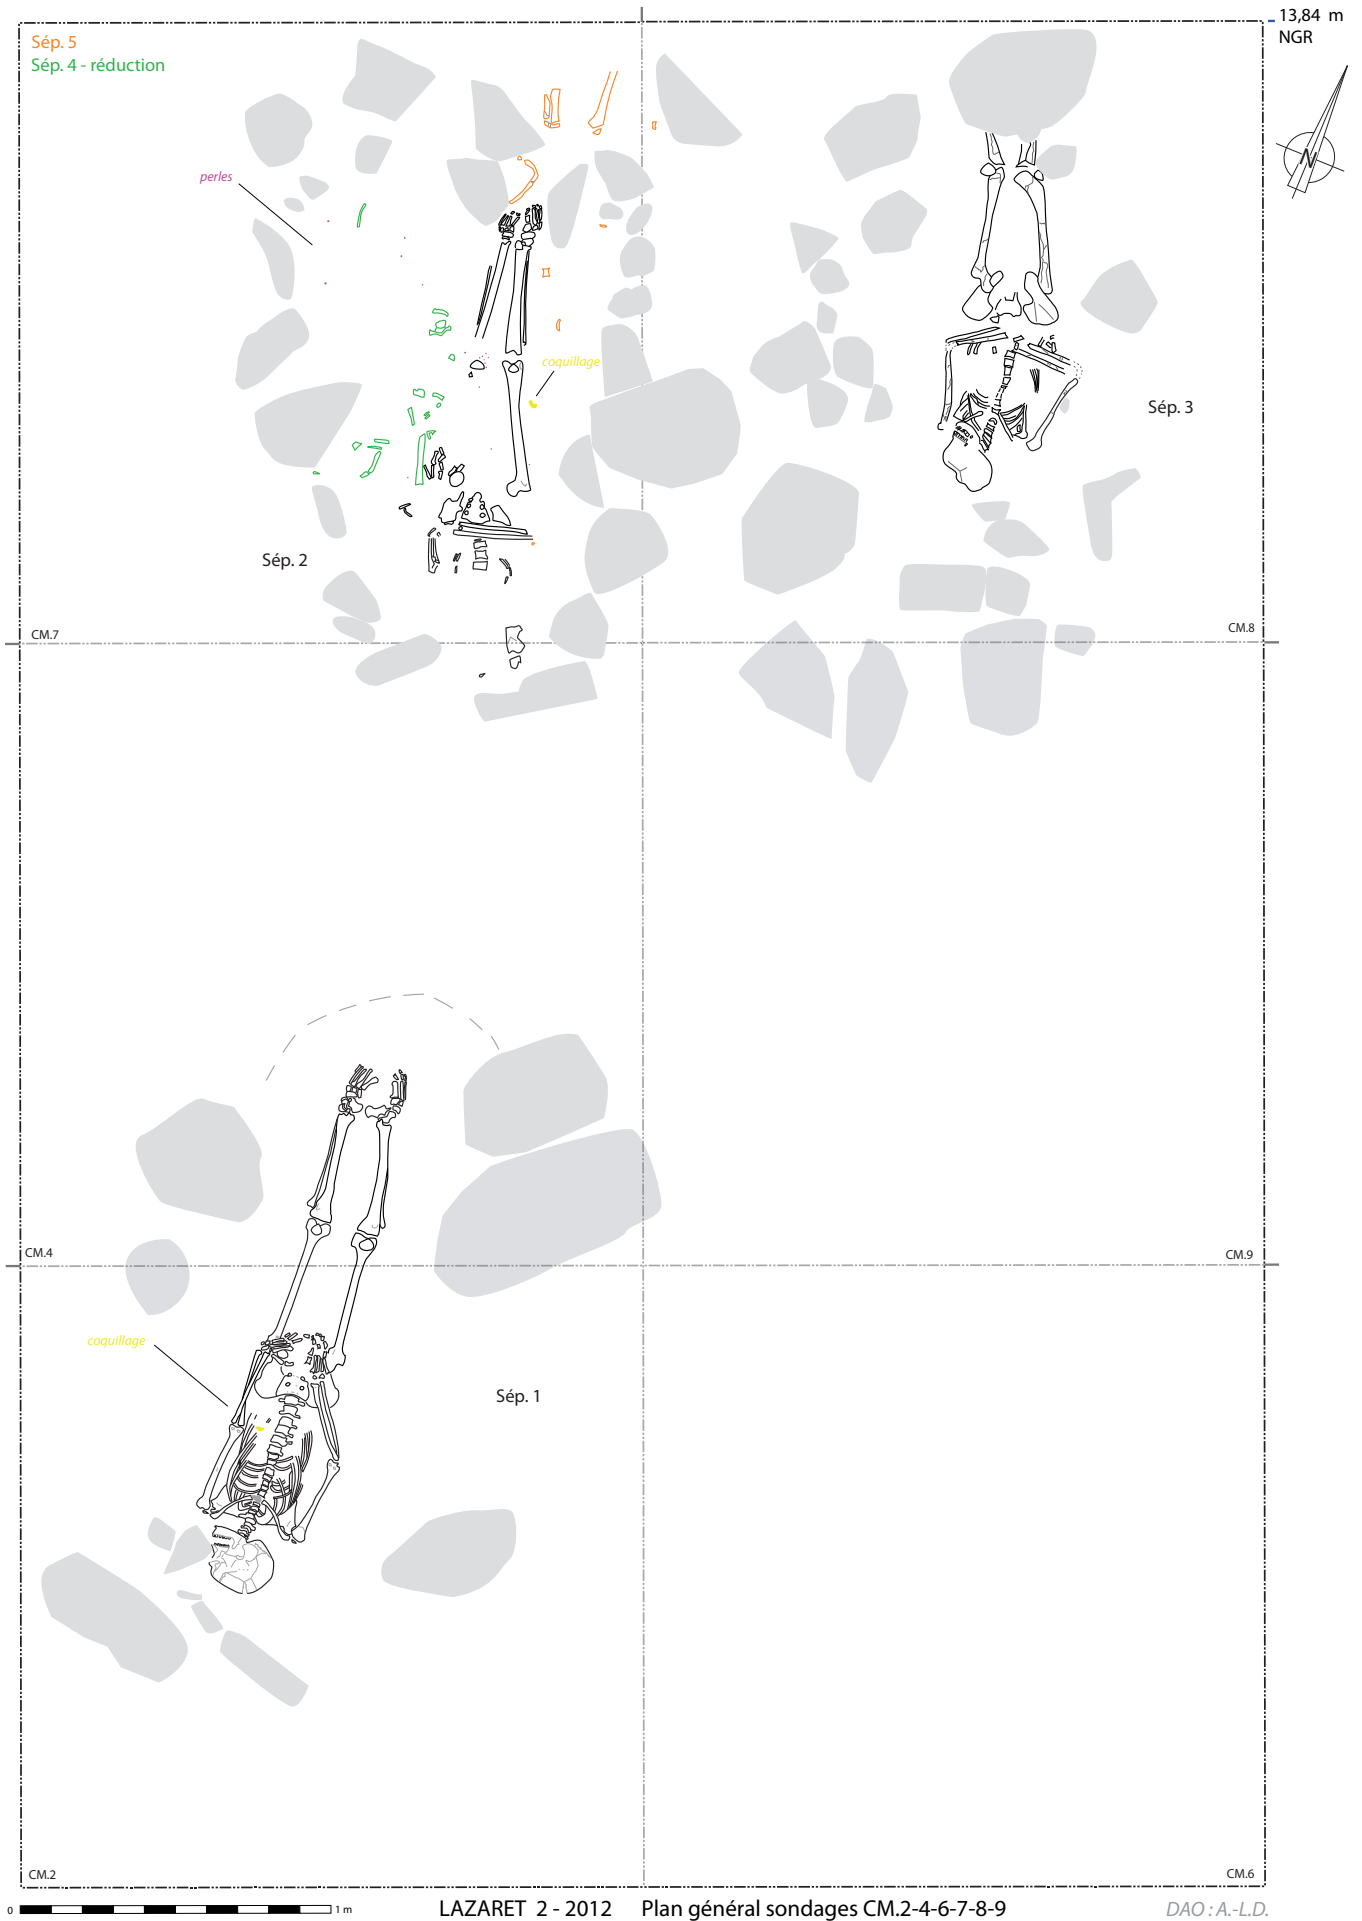 13,84 m
NGR
Sép. 5
Sép. 4 - réduction
N
perles
coquillage
Sép. 3
Sép. 2
CM.7
CM.8
CM.4
CM.9
coquillage
Sép. 1
CM.2
CM.6
0
1 m
LAZARET 2 - 2012 Plan général sondages CM.2-4-6-7-8-9
DAO : A.-L.D.